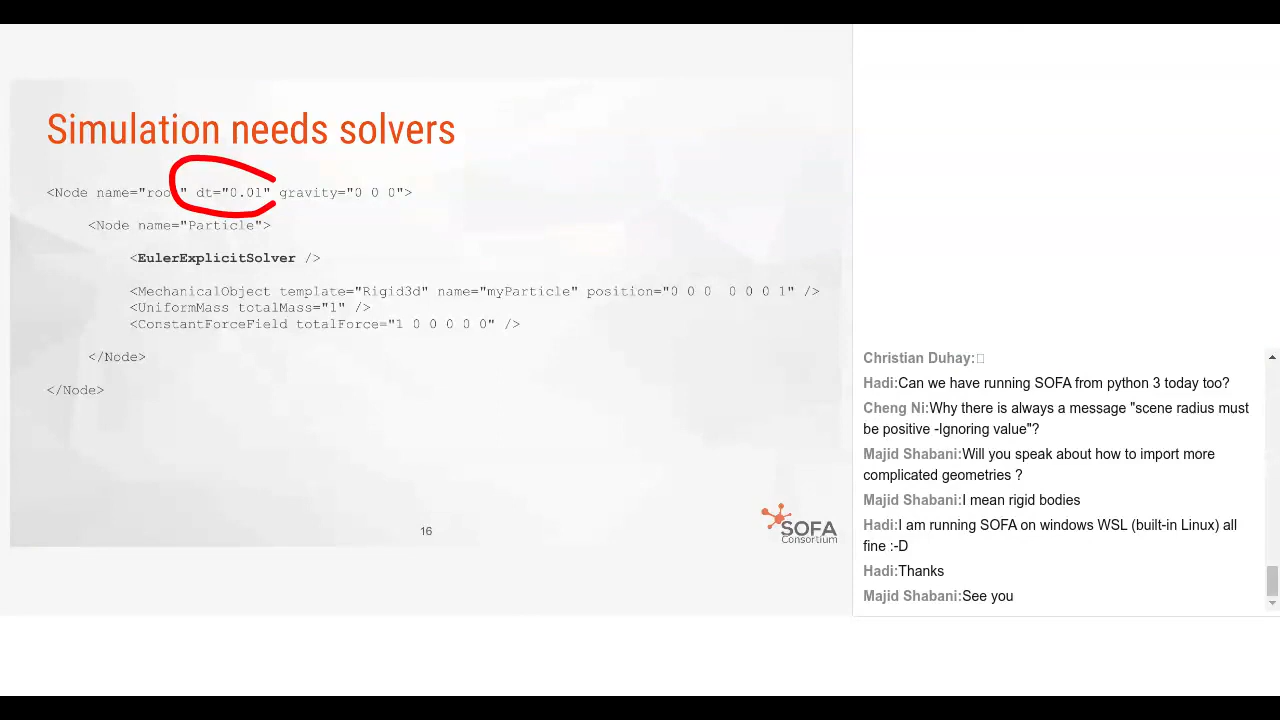 Simulation needs solvers
<Node name="root" dt="0.01" gravity="0 0 0">
<Node name="Particle">
<EulerExplicitSolver />
<MechanicalObject template="Rigid3d" name="myParticle" position="0 0 0  0 0 0 1" />
<UniformMass totalMass="1" />
<ConstantForceField totalForce="1 0 0 0 0 0" />
</Node>
</Node>
16
SOFA
Consortium
Christian Duhay:
Hadi:Can we have running SOFA from python 3 today too?
Cheng Ni:Why there is always a message "scene radius must
be positive -Ignoring value"?
Majid Shabani:Will you speak about how to import more
complicated geometries ?
Majid Shabani:I mean rigid bodies
Hadi:I am running SOFA on windows WSL (built-in Linux) all
fine :-D
Hadi:Thanks
Majid Shabani:See you